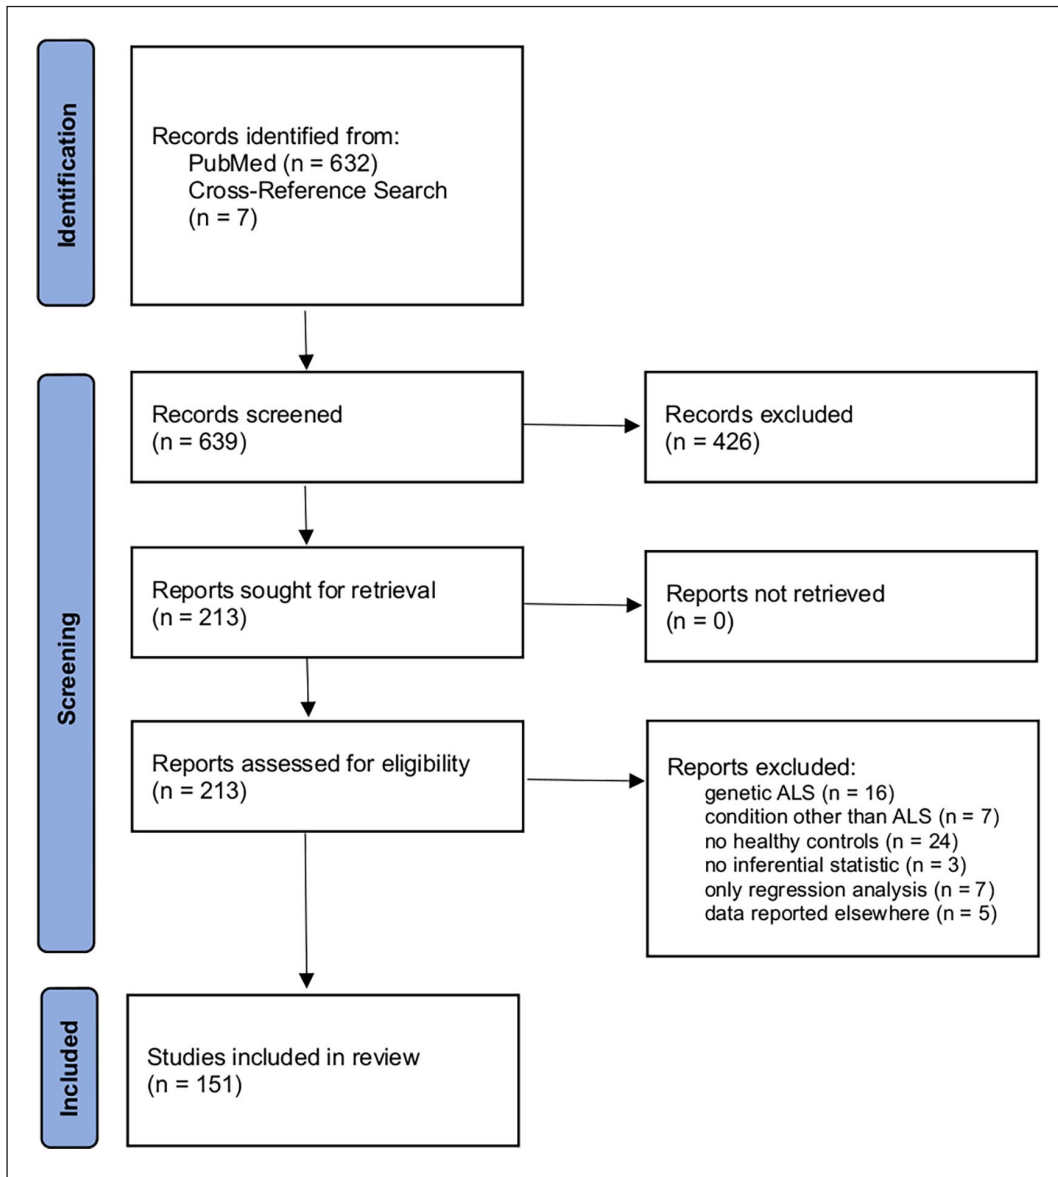 Identification
Records identified from:
PubMed (n = 632)
Cross-Reference Search
(n = 7)
Screening
Records screened
(n = 639)
Records excluded
(n = 426)
Reports sought for retrieval
(n = 213)
Reports not retrieved
(n = 0)
Reports assessed for eligibility
(n = 213)
Reports excluded:
genetic ALS (n = 16)
condition other than ALS (n = 7)
no healthy controls (n = 24)
no inferential statistic (n = 3)
only regression analysis (n = 7)
data reported elsewhere (n = 5)
Included
Studies included in review
(n = 151)